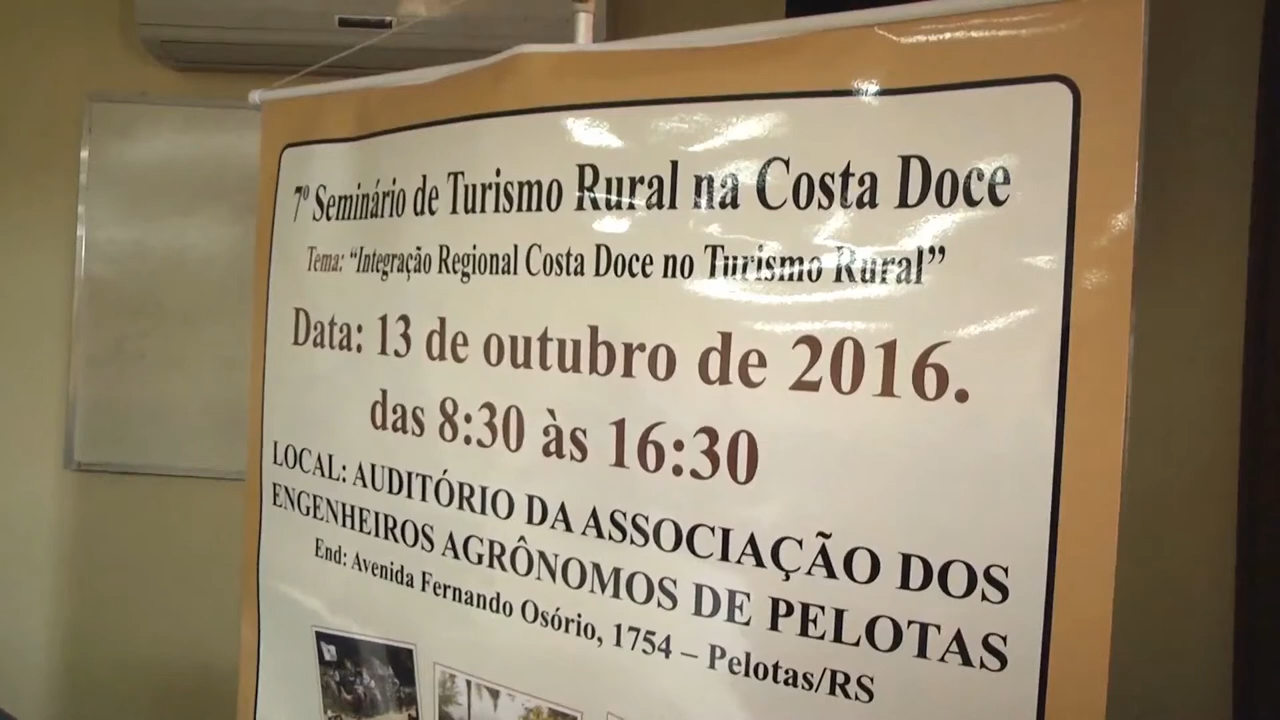 7º Seminário de Turismo Rural na Costa Doce
Tema: “Integração Regional Costa Doce no Turismo Rural”
Data: 13 de outubro de 2016.
das 8:30 às 16:30
LOCAL: AUDITÓRIO DA ASSOCIAÇÃO DOS
ENGENHEIROS AGRÔNOMOS DE PELOTAS
End: Avenida Fernando Osório, 1754 – Pelotas/RS